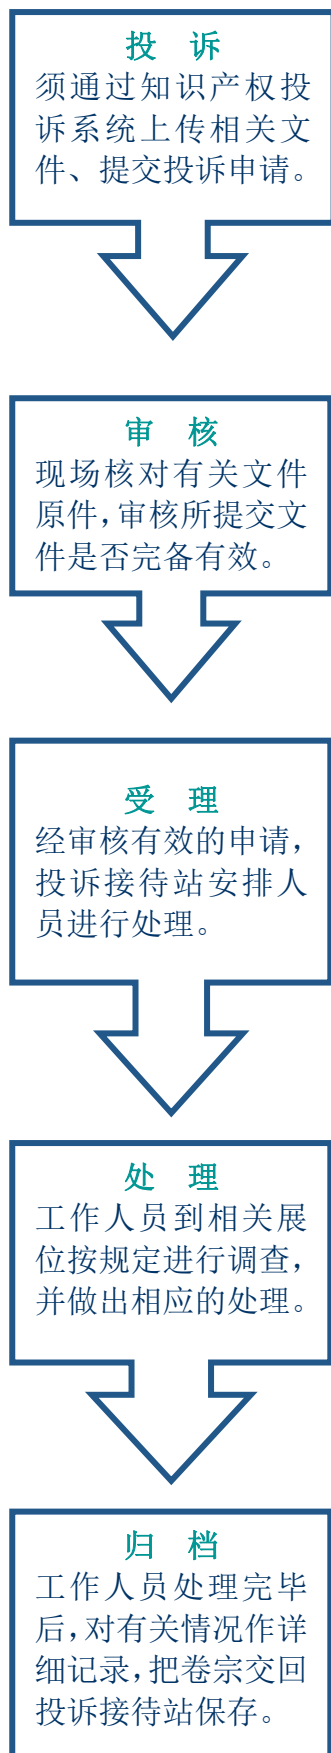 投 诉
须通过知识产权投
诉系统上传相关文
件、提交投诉申请。
审 核
现场核对有关文件
原件,审核所提交文
件是否完备有效。
受 理
经审核有效的申请,
投诉接待站安排人
员进行处理。
处 理
工作人员到相关展
位按规定进行调查,
并做出相应的处理。
归 档
工作人员处理完毕
后,对有关情况作详
细记录,把卷宗交回
投诉接待站保存。